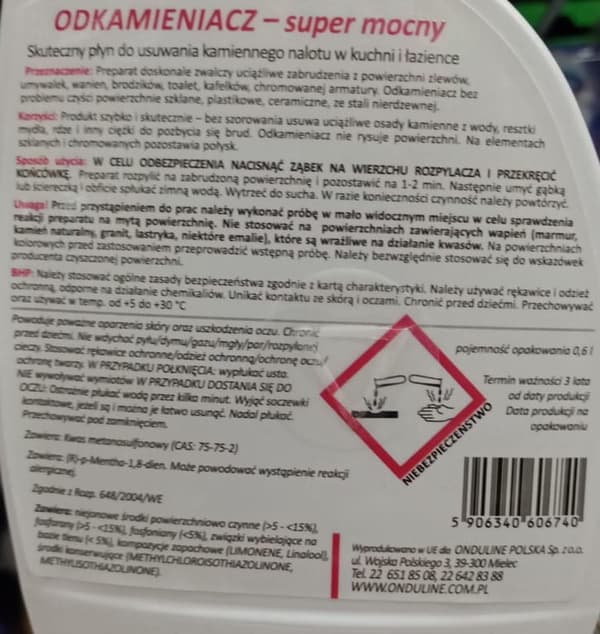 ODKAMIENIACZ – super mocny
Skuteczny płyn do usuwania kamiennego nalotu w kuchni i łazience
Przeznaczenie: Preparat doskonale zwalczy uciążliwe zabrudzenia z powierzchni zlewów,
umywalek, wanien, brodzików, toalet, kafelków, chromowanej armatury. Odkamieniacz bez
problemu czyści powierzchnie szklane, plastikowe, ceramiczne, ze stali nierdzewnej.
Korzyści: Produkt szybko i skutecznie – bez szorowania usuwa uciążliwe osady kamienne z wody, resztki
mydła, rdze i inny ciężki do pozbycia się brud. Odkamieniacz nie rysuje powierzchni. Na elementach
szklanych i chromowanych pozostawia połysk.
Sposób użycia: W CELU ODBEZPIECZENIA NACISNĄĆ ZĄBEK NA WIERZCHU ROZPYLACZA I PRZEKRĘCIĆ
KOŃCÓWKĘ. Preparat rozpylić na zabrudzoną powierzchnię i pozostawić na 1-2 min. Następnie umyć gąbką
lub ściereczką i obficie spłukać zimną wodą. Wytrzeć do sucha. W razie konieczności czynność należy powtórzyć.
Uwaga! Przed przystąpieniem do prac należy wykonać próbę w mało widocznym miejscu w celu sprawdzenia
reakcji preparatu na mytą powierzchnię. Nie stosować na powierzchniach zawierających wapień (marmur,
kamień naturalny, granit, lastryka, niektóre emalie), które są wrażliwe na działanie kwasów. Na powierzchniach
kolorowych przed zastosowaniem przeprowadzić wstępną próbę. Należy bezwzględnie stosować się do wskazówek
producenta czyszczonej powierzchni.
BHP: Należy stosować ogólne zasady bezpieczeństwa zgodnie z kartą charakterystyki. Należy używać rękawice i odzież
ochronną, odporne na działanie chemikaliów. Unikać kontaktu ze skórą i oczami. Chronić przed dziećmi. Przechowywać
oraz używać w temp. od +5 do +30 °C
Powoduje poważne oparzenia skóry oraz uszkodzenia oczu. Chronić
przed dziećmi. Nie wdychać pyłu/dymu/gazu/mgły/par/rozpylonej
cieczy. Stosować rękawice ochronne/odzież ochronną/ochronę oczu/
ochronę twarzy. W PRZYPADKU POŁKNIĘCIA: wypłukać usta.
NIE wywoływać wymiotów W PRZYPADKU DOSTANIA SIĘ DO
OCZU: Ostrożnie płukać wodą przez kilka minut. Wyjąć soczewki
kontaktowe, jeżeli są i można je łatwo usunąć. Nadal płukać.
Przechowywać pod zamknięciem.
Zawiera: Kwas metanosulfonowy (CAS: 75-75-2)
Zawiera: (R)-p-Mentha-1,8-dien. Może powodować wystąpienie reakcji
alergicznej.
Zgodnie z Rozp. 648/2004/WE
Zawiera: niejonowe środki powierzchniowo czynne (>5 - <15%),
fosforany (>5 - <15%), fosfoniany (<5%), związki wybielające na
bazie tlenu (< 5%), kompozycje zapachowe (LIMONENE, Linalool),
środki konserwujące (METHYLCHLOROISOTHIAZOLINONE,
METHYLISOTHIAZOLINONE).
NIEBEZPIECZEŃSTWO
pojemność opakowania 0,6 l
Termin ważności 3 lata
od daty produkcji
Data produkcji na
opakowaniu
5 906340 606740
Wyprodukowano w UE dla ONDULINE POLSKA Sp. z o.o.
ul. Wojska Polskiego 3, 39-300 Mielec
Tel. 22 651 85 08, 22 642 83 88
WWW.ONDULINE.COM.PL